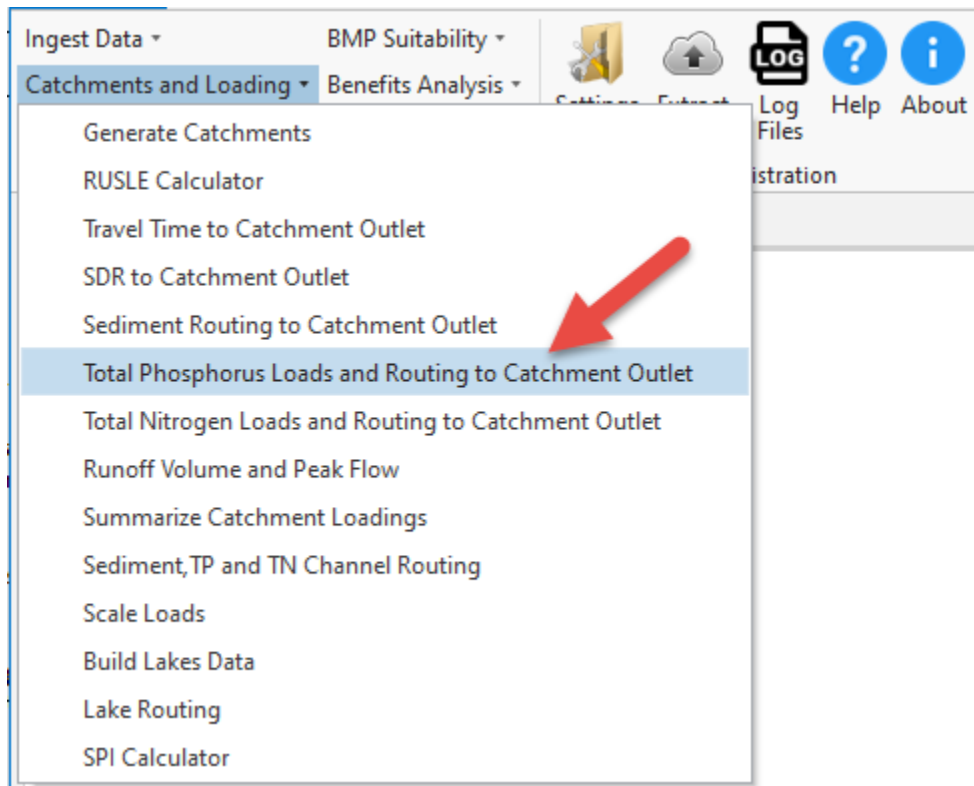 Ingest Data
BMP Suitability
Catchments and Loading
Benefits Analysis
LOG
Log
Files
Help
About
istration
Generate Catchments
RUSLE Calculator
Travel Time to Catchment Outlet
SDR to Catchment Outlet
Sediment Routing to Catchment Outlet
Total Phosphorus Loads and Routing to Catchment Outlet
Total Nitrogen Loads and Routing to Catchment Outlet
Runoff Volume and Peak Flow
Summarize Catchment Loadings
Sediment,TP and TN Channel Routing
Scale Loads
Build Lakes Data
Lake Routing
SPI Calculator